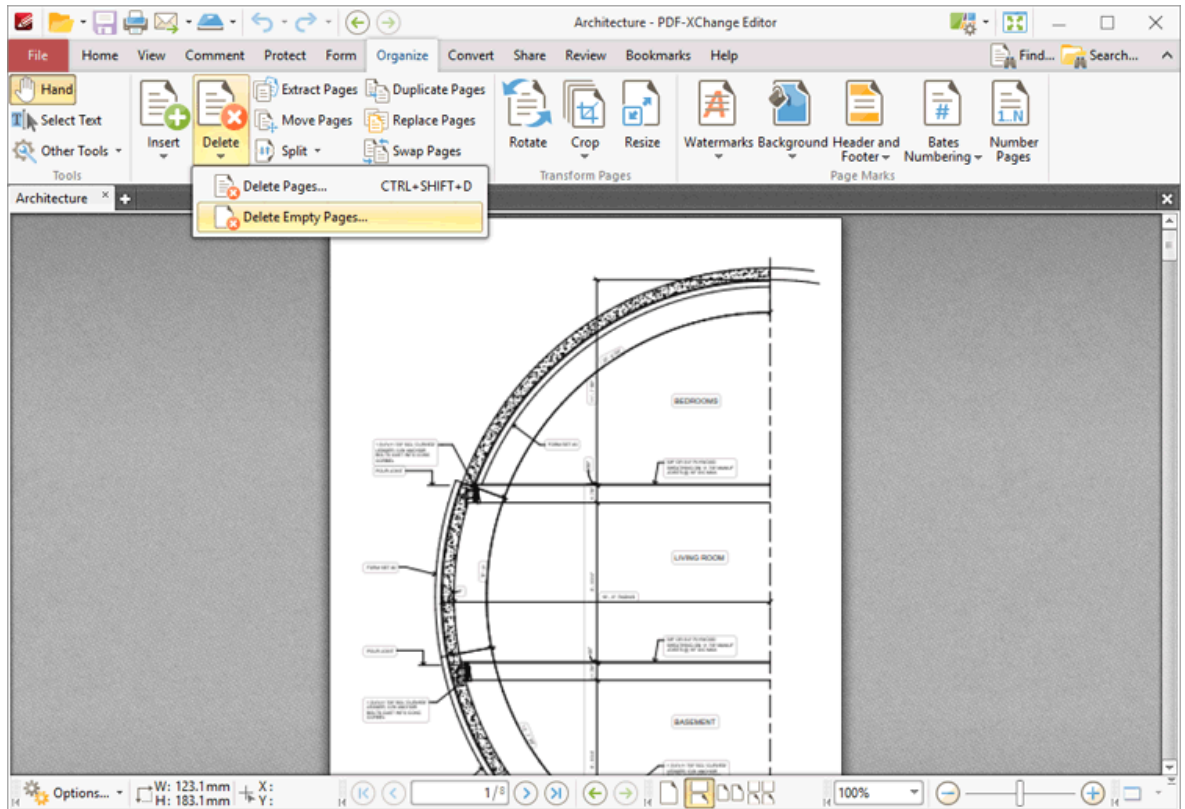 Architecture - PDF-XChange Editor
File Home View Comment Protect Form Organize Convert Share Review Bookmarks Help Find... Search...
Hand
Select Text
Other Tools
Tools
Insert
Delete
Extract Pages
Move Pages
Split
Duplicate Pages
Replace Pages
Swap Pages
Rotate
Crop
Resize
Transform Pages
Watermarks
Background
Header and
Footer
Bates
Numbering
Number
Pages
Page Marks
Delete Pages... CTRL+SHIFT+D
Delete Empty Pages...
Architecture
BEDROOMS
LIVING ROOM
BASEMENT
Options...
W: 123.1mm
H: 183.1mm
X:
Y:
1/8
100%